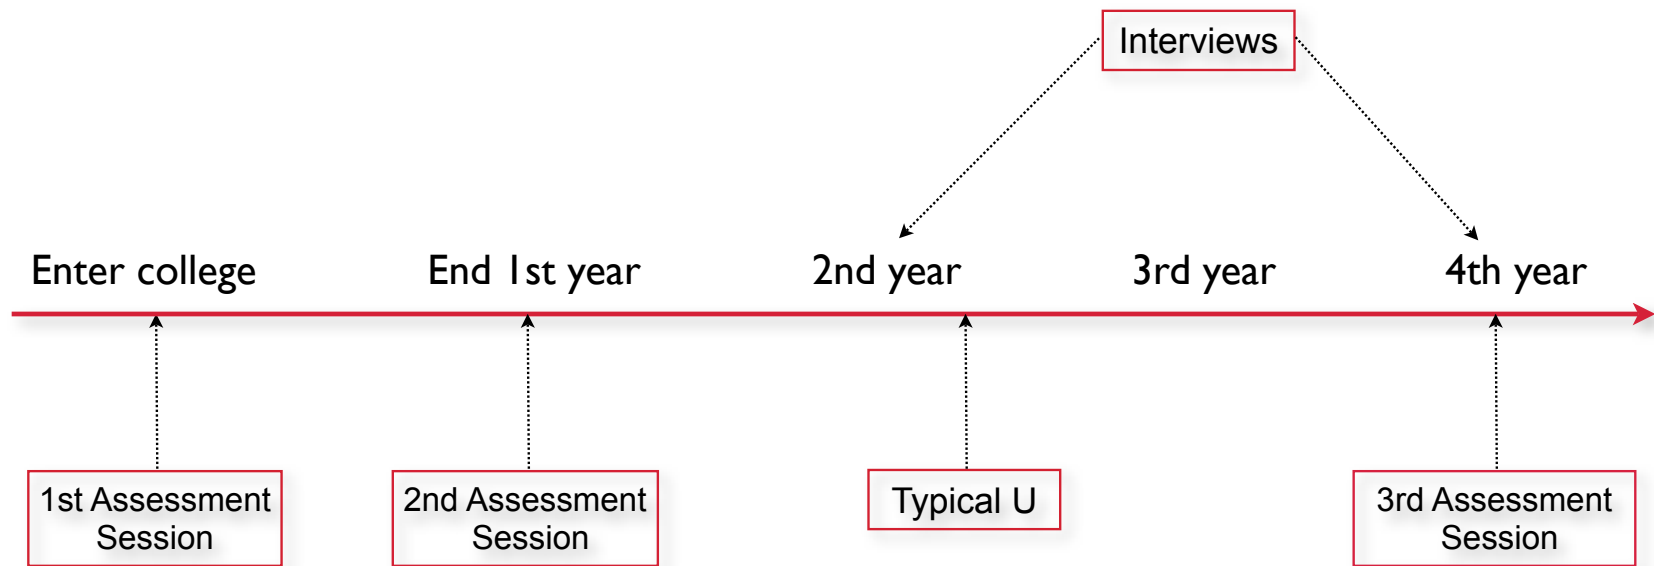 Interviews
Enter college
End 1st year
2nd year
3rd year
4th year
1st Assessment
Session
2nd Assessment
Session
Typical U
3rd Assessment
Session